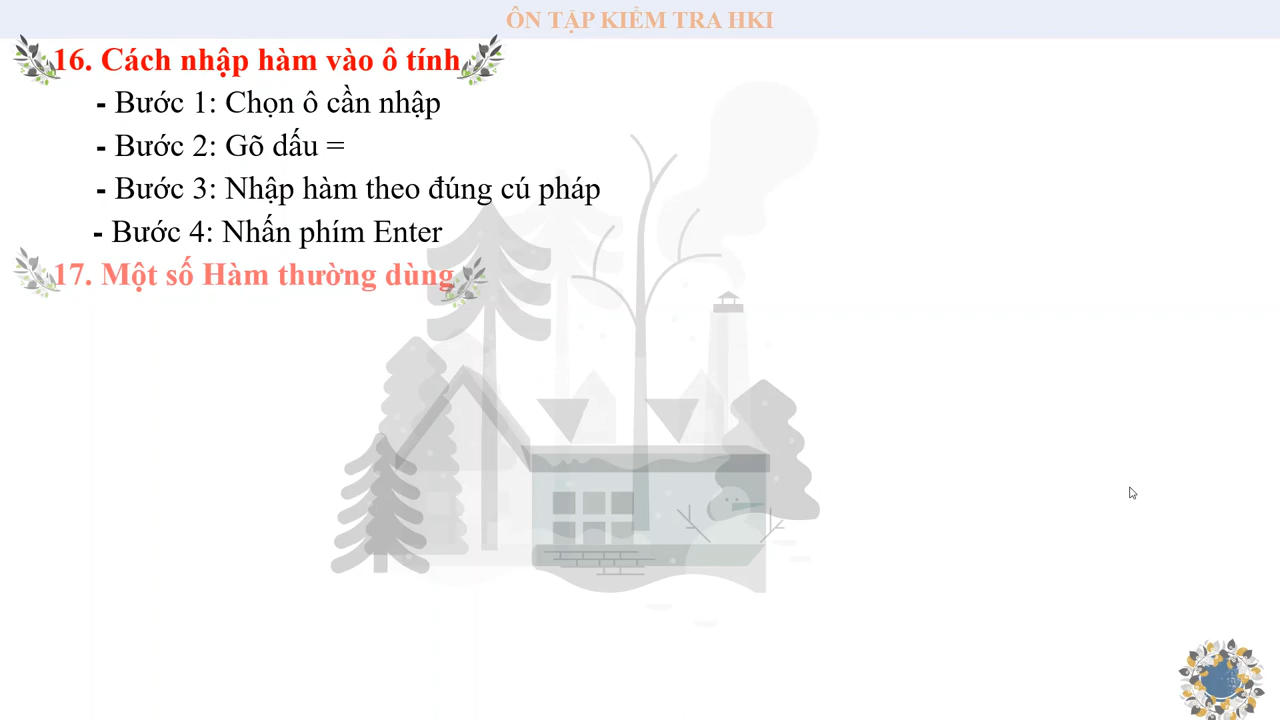 ÔN TẬP KIỂM TRA HKI
16. Cách nhập hàm vào ô tính
- Bước 1: Chọn ô cần nhập
- Bước 2: Gõ dấu =
- Bước 3: Nhập hàm theo đúng cú pháp
- Bước 4: Nhấn phím Enter
17. Một số Hàm thường dùng